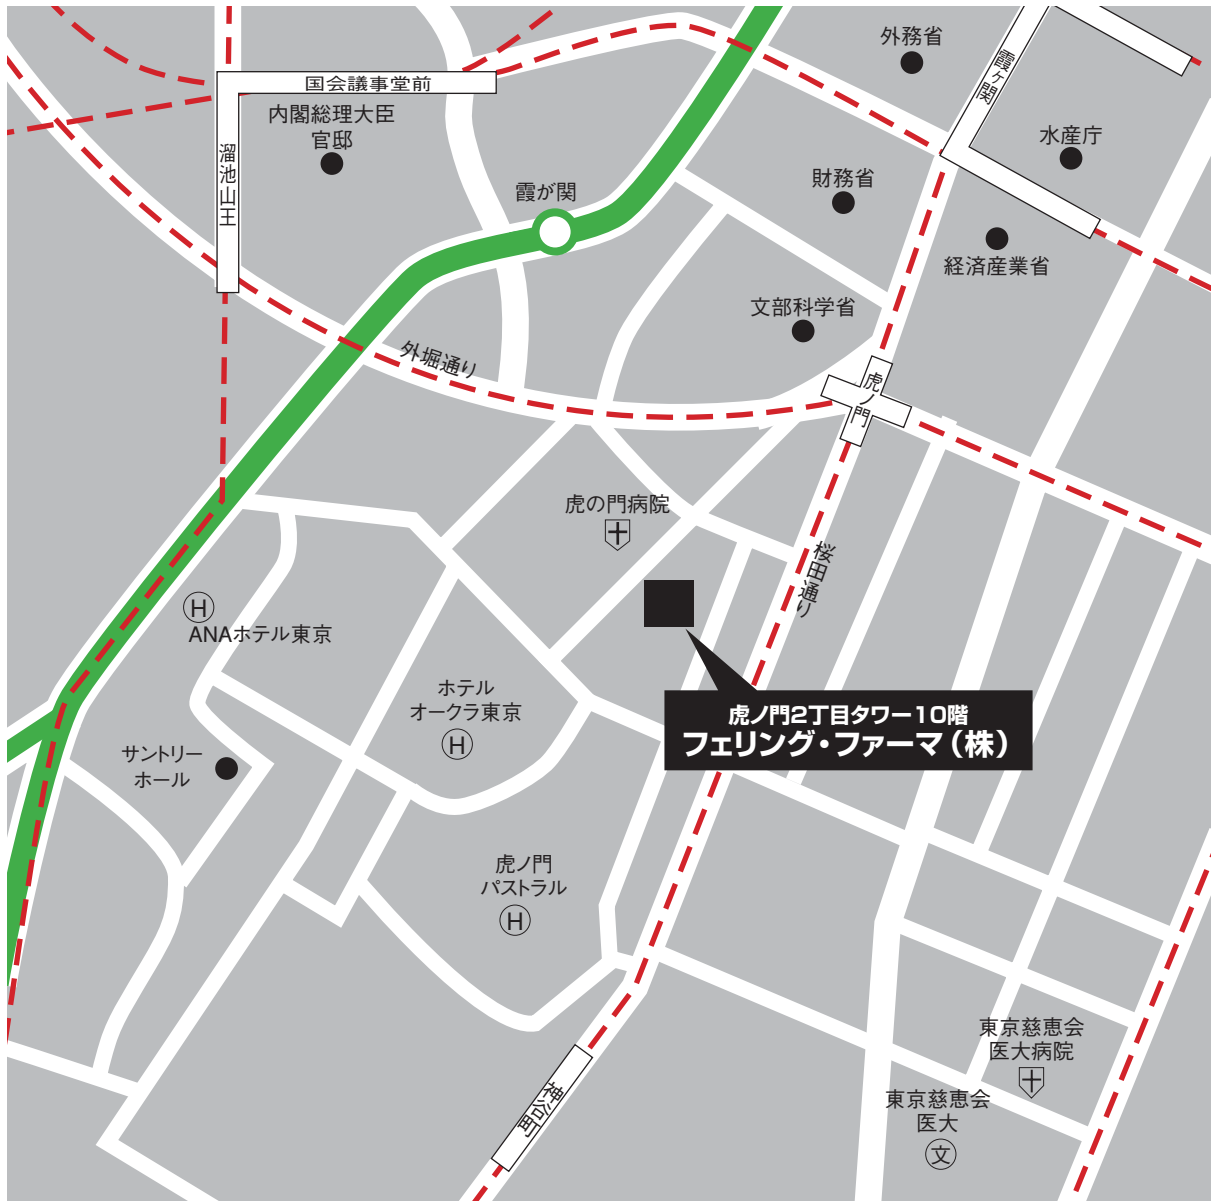 外務省
霞ケ関
国会議事堂前
内閣総理大臣
官邸
水産庁
溜池山王
財務省
霞が関
経済産業省
文部科学省
外堀通り
虎ノ門
虎の門病院
桜田通り
H
ANAホテル東京
ホテル
オークラ東京
H
虎ノ門2丁目タワー10階
フェリング・ファーマ(株)
サントリー
ホール
虎ノ門
パストラル
H
東京慈恵会
医大病院
神谷町
東京慈恵会
医大
文